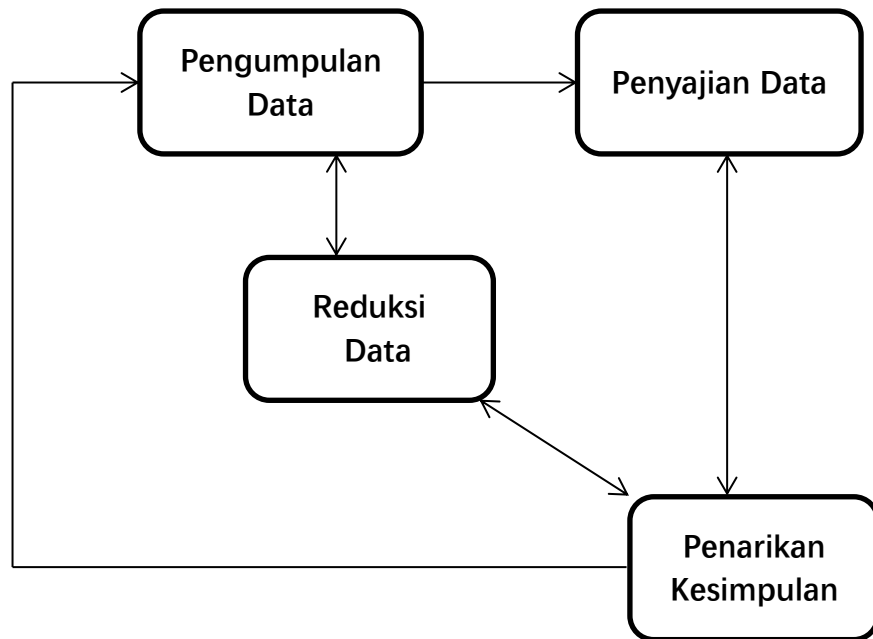 Pengumpulan
Data
Penyajian Data
Reduksi
Data
Penarikan
Kesimpulan